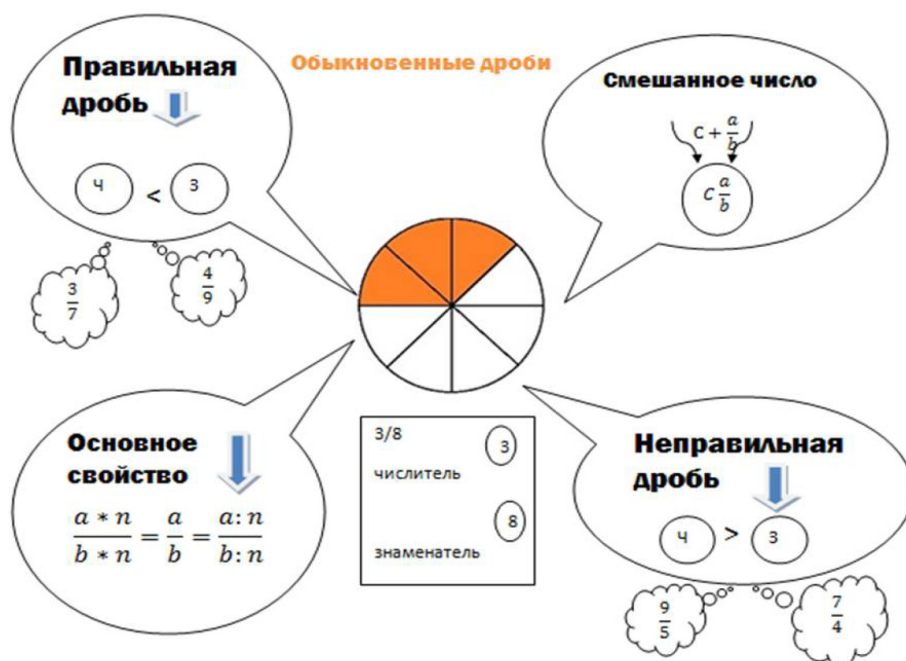 Обыкновенные дроби
Правильная
дробь
ч < з
3/7
4/9
Смешанное число
C + a/b
C a/b
Основное
свойство
a * n / b * n = a / b = a : n / b : n
3/8
3
числитель
8
знаменатель
Неправильная
дробь
ч > з
9/5
7/4